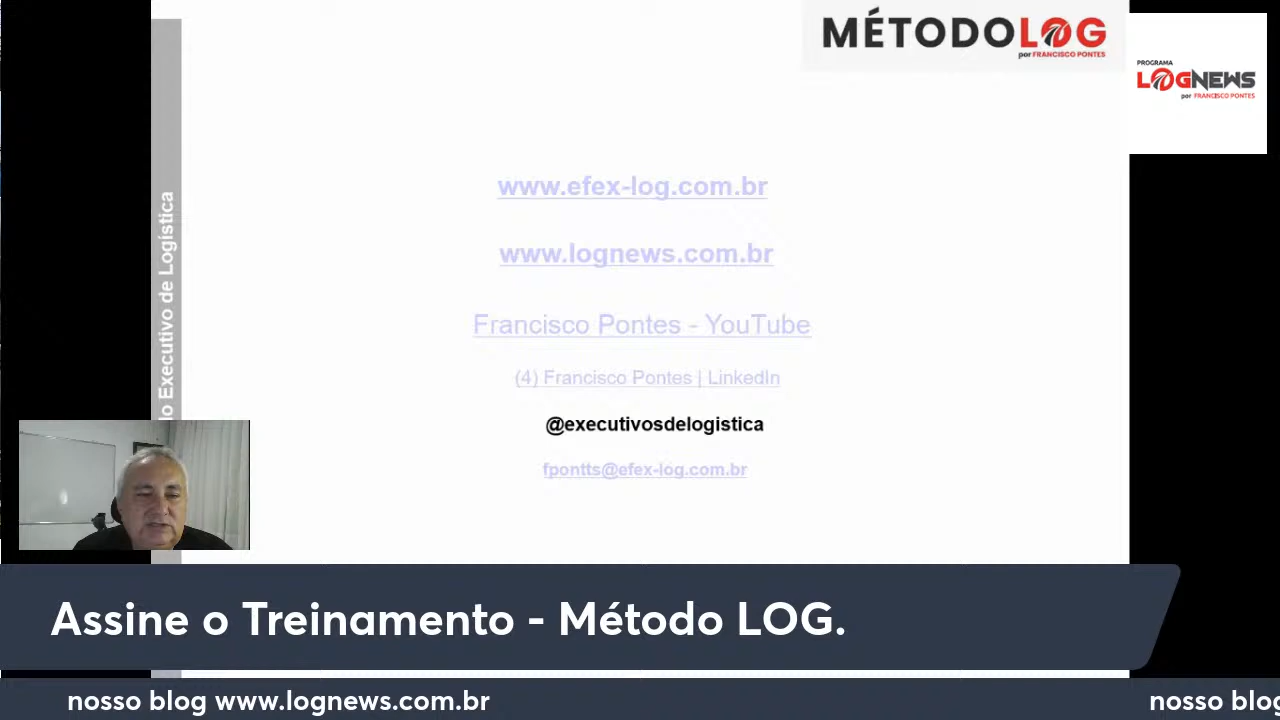 MÉTODOLOG
por FRANCISCO PONTES
PROGRAMA
LOGNEWS
por FRANCISCO PONTES
www.efex-log.com.br
www.lognews.com.br
Francisco Pontes - YouTube
(4) Francisco Pontes | LinkedIn
@executivosdelogistica
fpontts@efex-log.com.br
Executivo de Logística
Assine o Treinamento - Método LOG.
nosso blog www.lognews.com.br
nosso